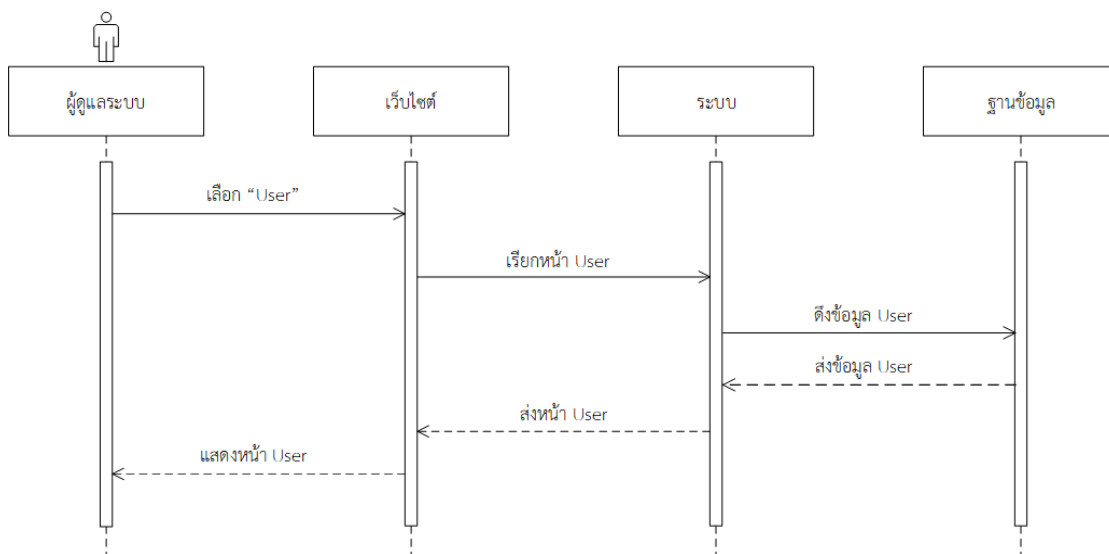 ผู้ดูแลระบบ
เว็บไซต์
ระบบ
ฐานข้อมูล
เลือก “User”
เรียกหน้า User
ดึงข้อมูล User
ส่งข้อมูล User
ส่งหน้า User
แสดงหน้า User